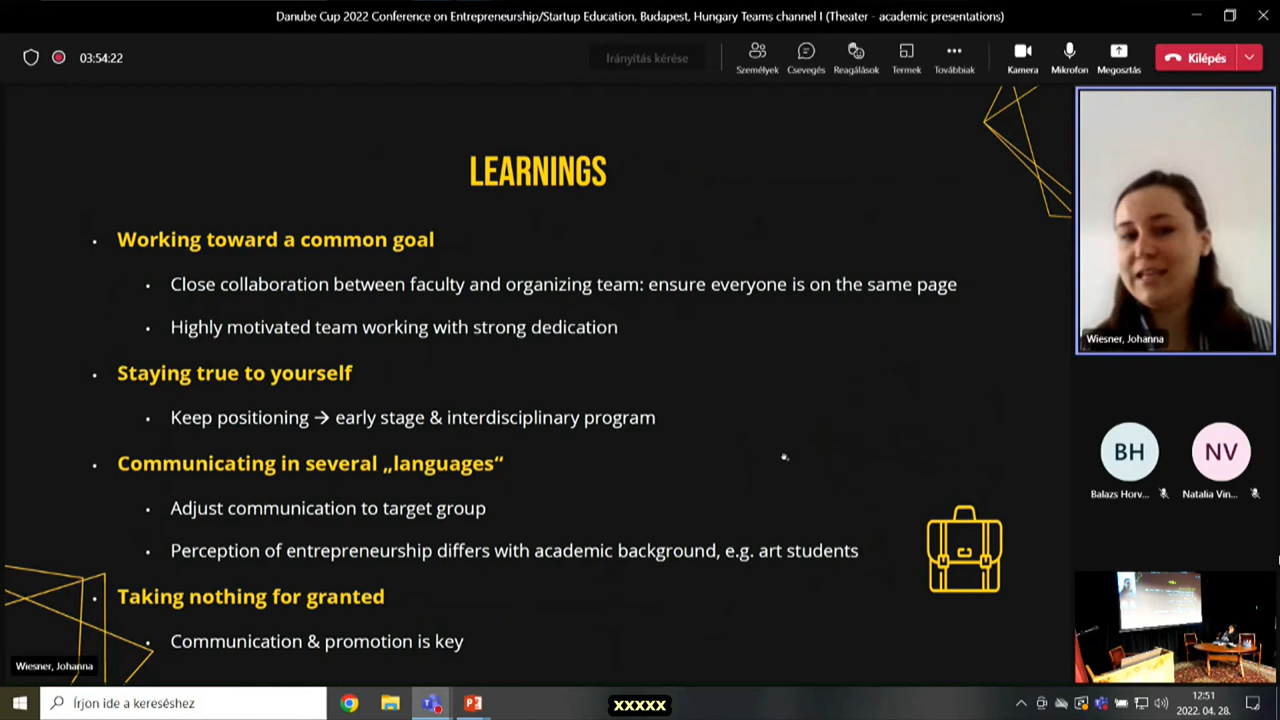 Danube Cup 2022 Conference on Entrepreneurship/Startup Education, Budapest, Hungary Teams channel I (Theater - academic presentations)
03:54:22
Irányítás kérése
Személyek
Csevegés
Reagálások
Termek
Továbbiak
Kamera
Mikrofon
Megosztás
Kilépés
LEARNINGS
• Working toward a common goal
• Close collaboration between faculty and organizing team: ensure everyone is on the same page
• Highly motivated team working with strong dedication
• Staying true to yourself
• Keep positioning → early stage & interdisciplinary program
• Communicating in several „languages“
• Adjust communication to target group
• Perception of entrepreneurship differs with academic background, e.g. art students
• Taking nothing for granted
• Communication & promotion is key
Wiesner, Johanna
Wiesner, Johanna
BH
Balazs Horv...
NV
Natalia Vin...
Írjon ide a kereséshez
xxxxx
12:51
2022. 04. 28.